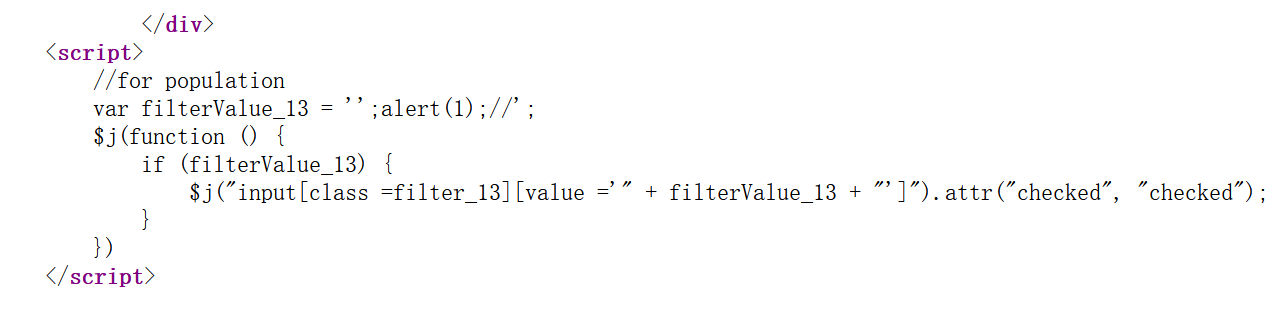 </div>
<script>
//for population
var filterValue_13 = '';alert(1);//';
$j(function () {
if (filterValue_13) {
$j("input[class =filter_13][value ='" + filterValue_13 + "']").attr("checked", "checked");
}
})
</script>